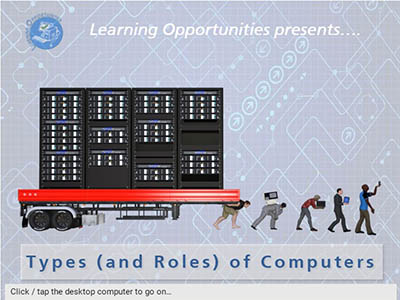 Learning Opportunities presents....
Types (and Roles) of Computers
Click / tap the desktop computer to go on...